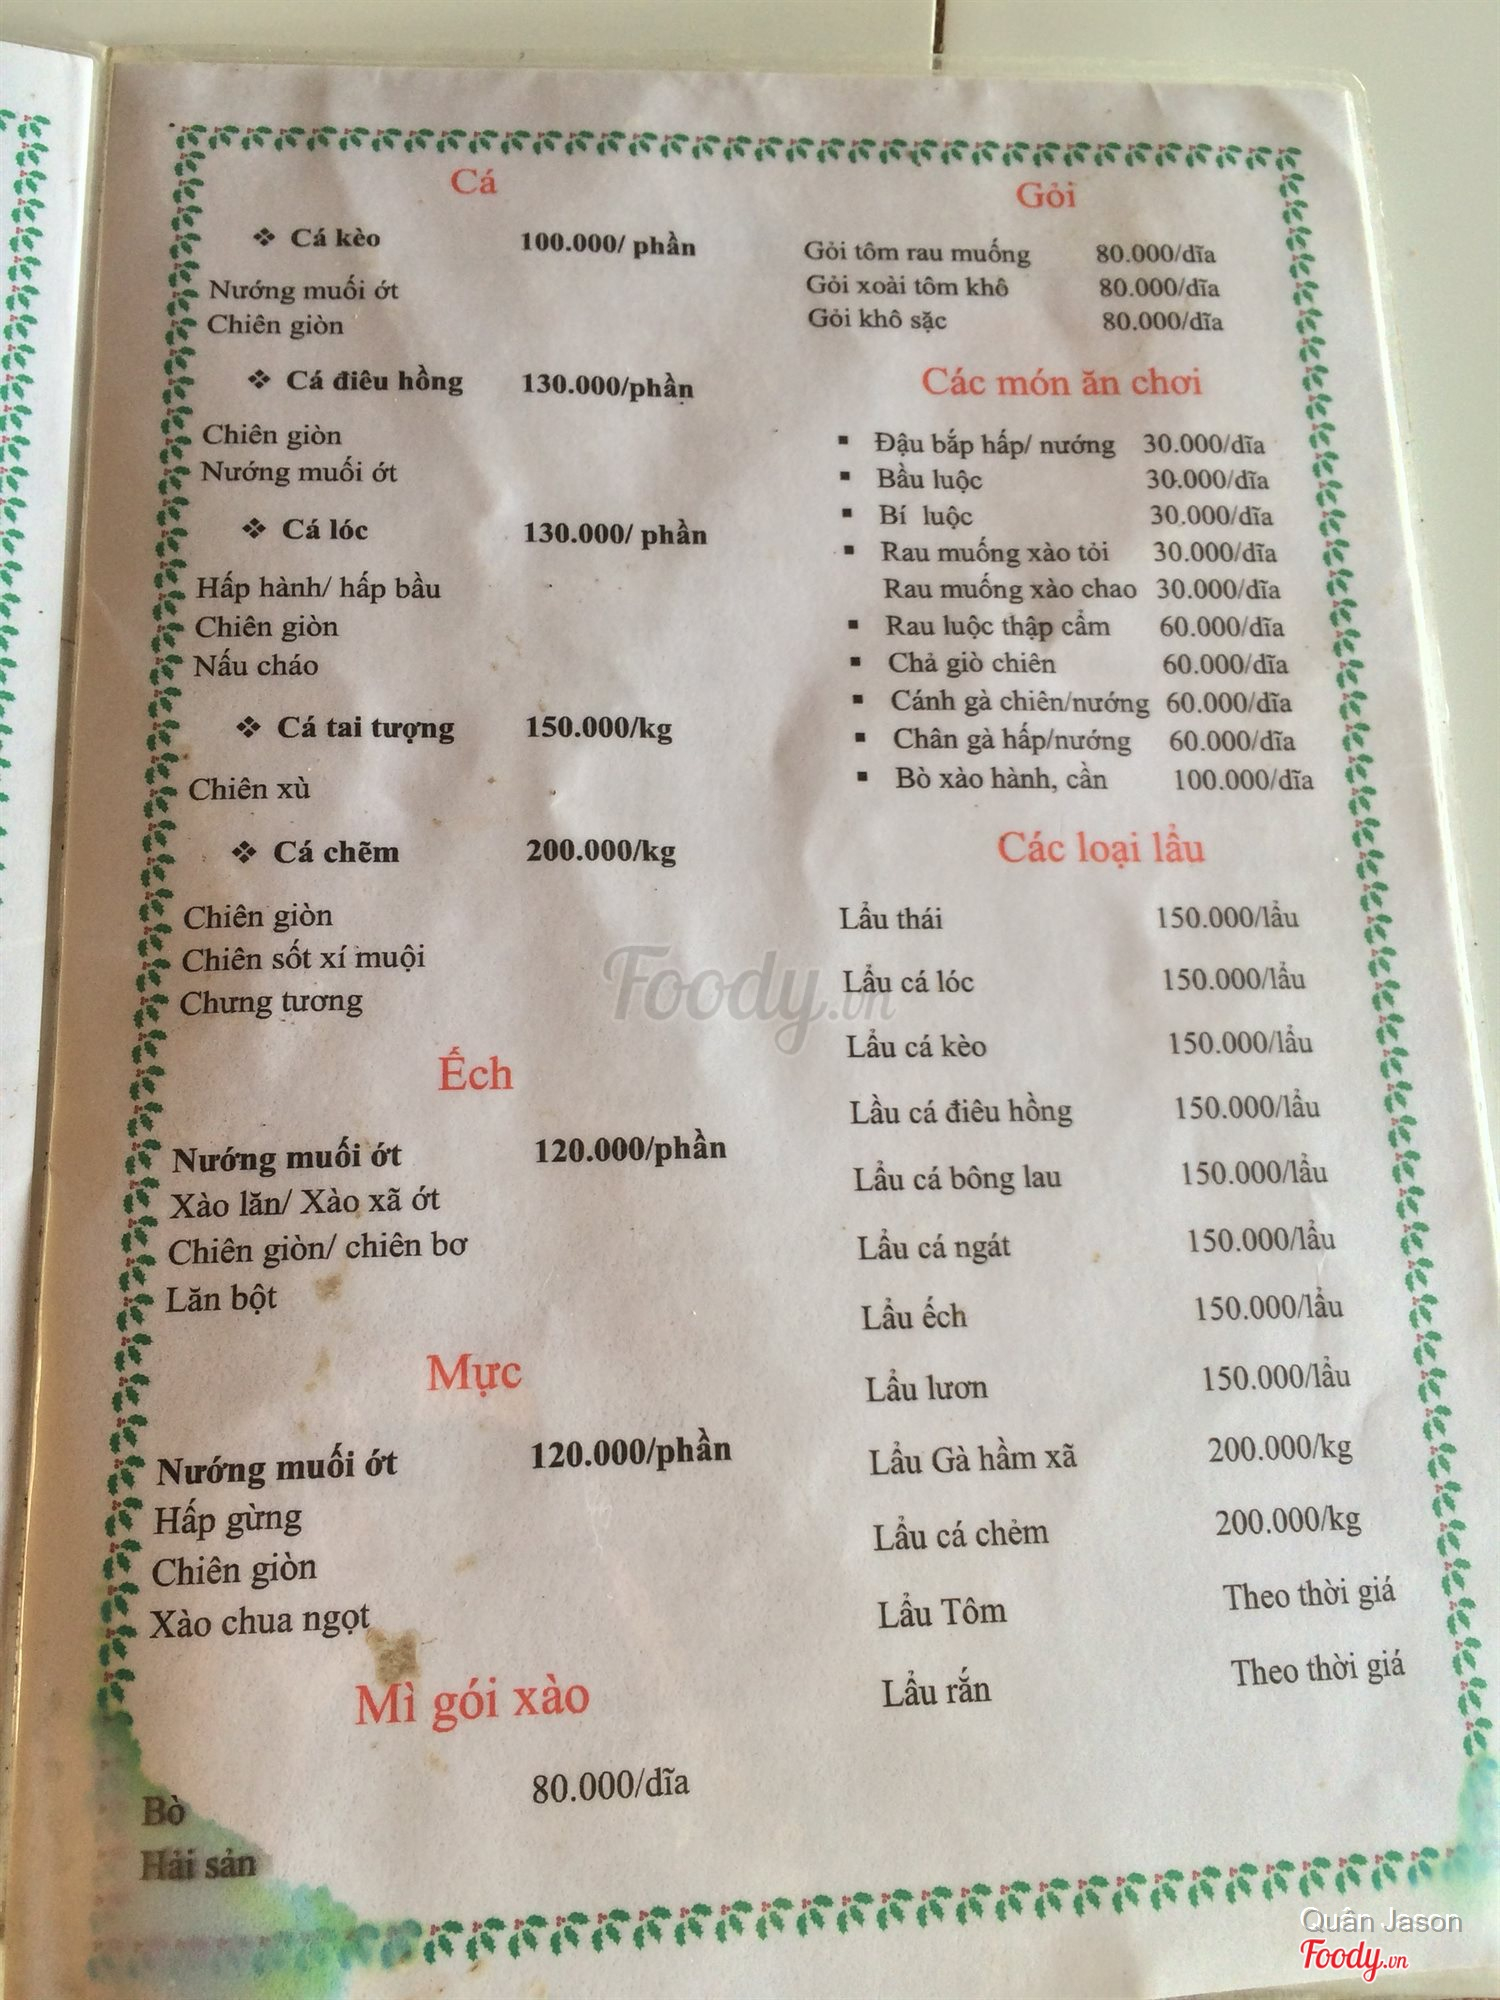 Cá
❖ Cá kèo 100.000/ phần
Nướng muối ớt
Chiên giòn
❖ Cá điêu hồng 130.000/phần
Chiên giòn
Nướng muối ớt
❖ Cá lóc 130.000/ phần
Hấp hành/ hấp bầu
Chiên giòn
Nấu cháo
❖ Cá tai tượng 150.000/kg
Chiên xù
❖ Cá chẽm 200.000/kg
Chiên giòn
Chiên sốt xí muội
Chưng tương
Ếch
Nướng muối ớt 120.000/phần
Xào lăn/ Xào xã ớt
Chiên giòn/ chiên bơ
Lăn bột
Mực
Nướng muối ớt 120.000/phần
Hấp gừng
Chiên giòn
Xào chua ngọt
Mì gói xào
80.000/dĩa
Bò
Hải sản
Gỏi
Gỏi tôm rau muống 80.000/dĩa
Gỏi xoài tôm khô 80.000/dĩa
Gỏi khô sặc 80.000/dĩa
Các món ăn chơi
▪ Đậu bắp hấp/ nướng 30.000/dĩa
▪ Bầu luộc 30.000/dĩa
▪ Bí luộc 30.000/dĩa
▪ Rau muống xào tỏi 30.000/dĩa
Rau muống xào chao 30.000/dĩa
▪ Rau luộc thập cẩm 60.000/dĩa
▪ Chả giò chiên 60.000/dĩa
▪ Cánh gà chiên/nướng 60.000/dĩa
▪ Chân gà hấp/nướng 60.000/dĩa
▪ Bò xào hành, cần 100.000/dĩa
Các loại lẩu
Lẩu thái 150.000/lẩu
Lẩu cá lóc 150.000/lẩu
Lẩu cá kèo 150.000/lẩu
Lầu cá điêu hồng 150.000/lẩu
Lẩu cá bông lau 150.000/lẩu
Lẩu cá ngát 150.000/lẩu
Lẩu ếch 150.000/lẩu
Lẩu lươn 150.000/lẩu
Lẩu Gà hầm xã 200.000/kg
Lẩu cá chẻm 200.000/kg
Lẩu Tôm Theo thời giá
Lẩu rắn Theo thời giá
Foody.vn
Quân Jason
Foody.vn